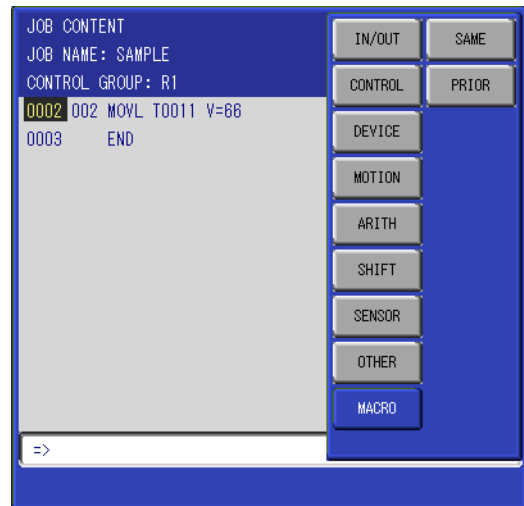 JOB CONTENT
JOB NAME: SAMPLE
CONTROL GROUP: R1
0002 002 MOVL T0011 V=66
0003 END
=>
IN/OUT SAME
CONTROL PRIOR
DEVICE
MOTION
ARITH
SHIFT
SENSOR
OTHER
MACRO